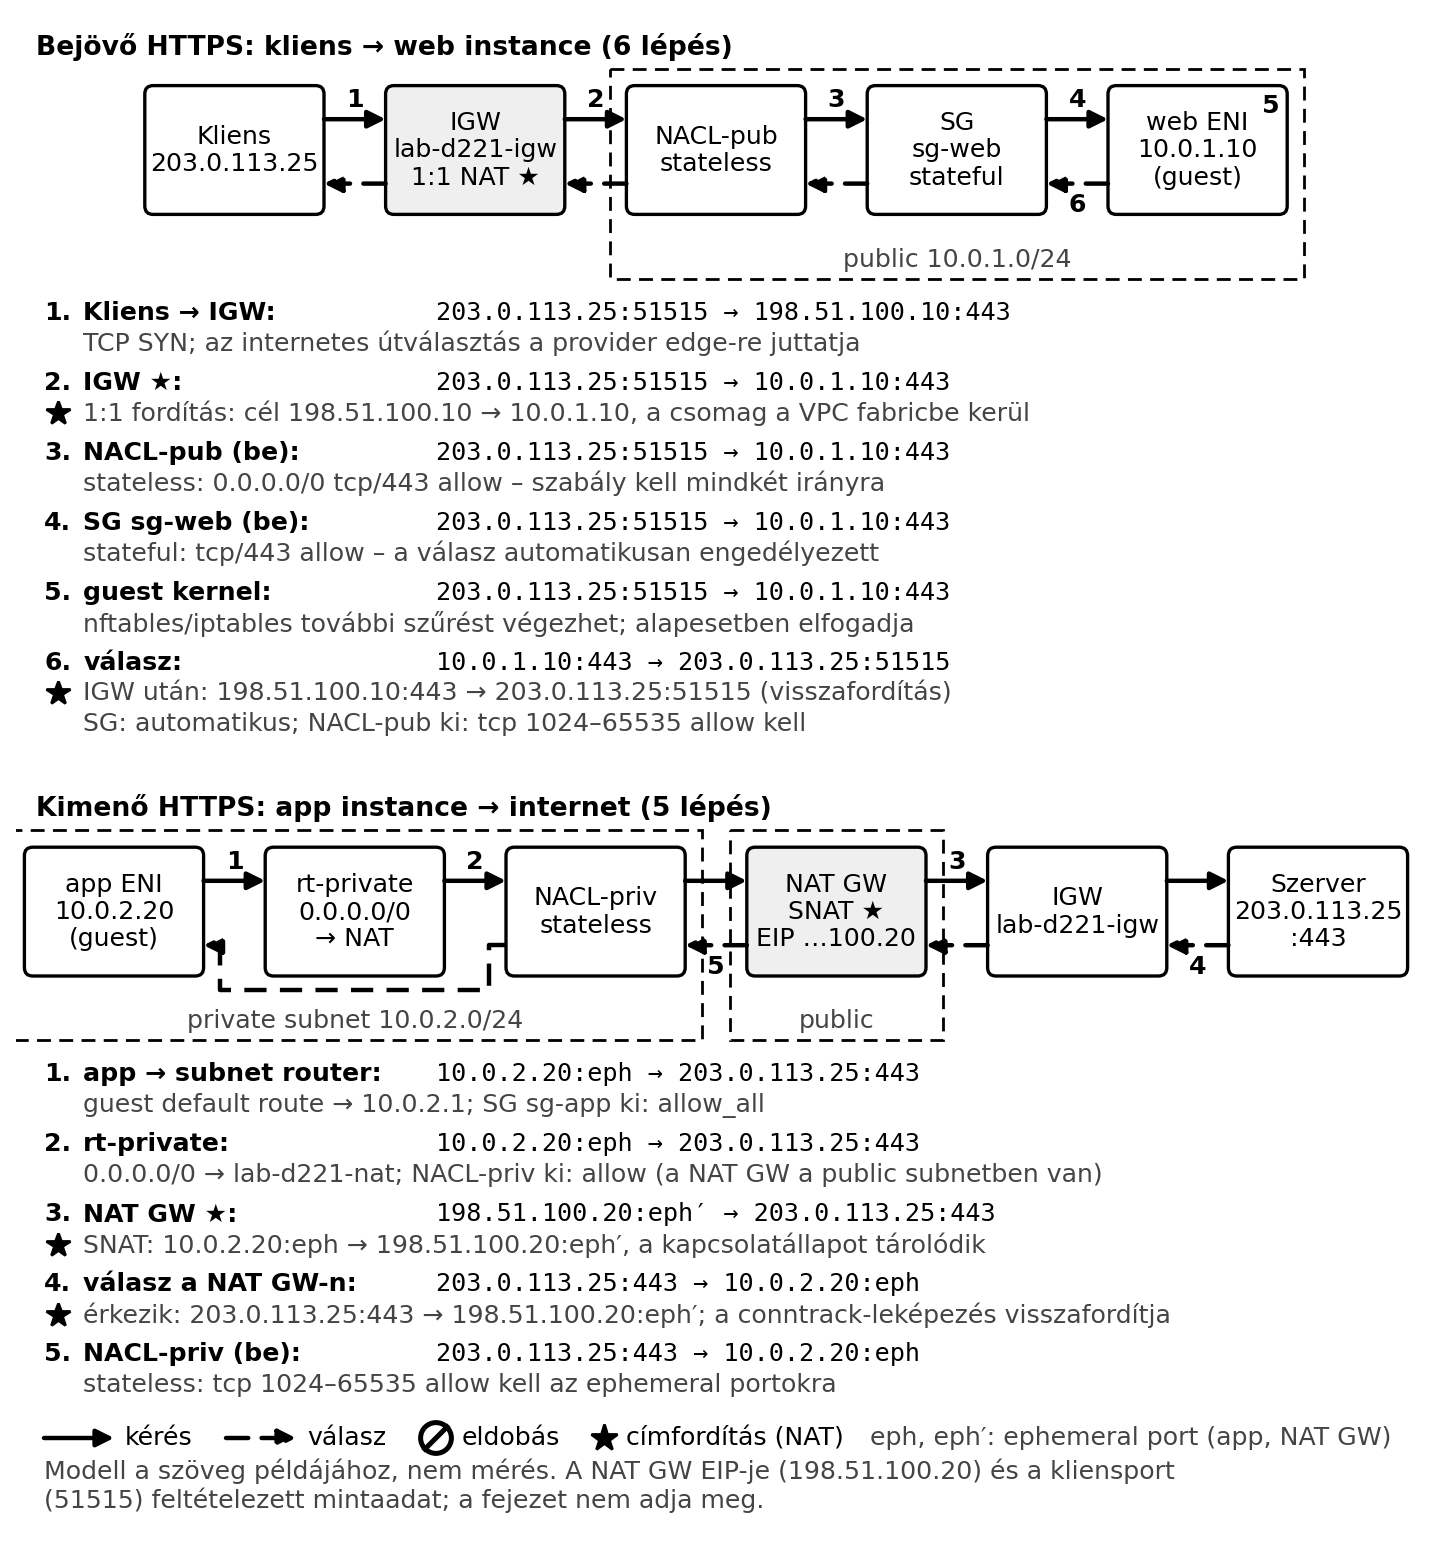 Bejövő HTTPS: kliens → web instance (6 lépés)
1
2
3
4
5
Kliens
203.0.113.25
IGW
lab-d221-igw
1:1 NAT ★
NACL-pub
stateless
SG
sg-web
stateful
web ENI
10.0.1.10
(guest)
6
public 10.0.1.0/24
1. Kliens → IGW: 203.0.113.25:51515 → 198.51.100.10:443
TCP SYN; az internetes útválasztás a provider edge-re juttatja
2. IGW ★: 203.0.113.25:51515 → 10.0.1.10:443
★ 1:1 fordítás: cél 198.51.100.10 → 10.0.1.10, a csomag a VPC fabricbe kerül
3. NACL-pub (be): 203.0.113.25:51515 → 10.0.1.10:443
stateless: 0.0.0.0/0 tcp/443 allow – szabály kell mindkét irányra
4. SG sg-web (be): 203.0.113.25:51515 → 10.0.1.10:443
stateful: tcp/443 allow – a válasz automatikusan engedélyezett
5. guest kernel: 203.0.113.25:51515 → 10.0.1.10:443
nftables/iptables további szűrést végezhet; alapesetben elfogadja
6. válasz: 10.0.1.10:443 → 203.0.113.25:51515
★ IGW után: 198.51.100.10:443 → 203.0.113.25:51515 (visszafordítás)
SG: automatikus; NACL-pub ki: tcp 1024–65535 allow kell
Kimenő HTTPS: app instance → internet (5 lépés)
1
2
3
app ENI
10.0.2.20
(guest)
rt-private
0.0.0.0/0
→ NAT
NACL-priv
stateless
NAT GW
SNAT ★
EIP …100.20
IGW
lab-d221-igw
Szerver
203.0.113.25
:443
5
4
private subnet 10.0.2.0/24
public
1. app → subnet router: 10.0.2.20:eph → 203.0.113.25:443
guest default route → 10.0.2.1; SG sg-app ki: allow_all
2. rt-private: 10.0.2.20:eph → 203.0.113.25:443
0.0.0.0/0 → lab-d221-nat; NACL-priv ki: allow (a NAT GW a public subnetben van)
3. NAT GW ★: 198.51.100.20:eph′ → 203.0.113.25:443
★ SNAT: 10.0.2.20:eph → 198.51.100.20:eph′, a kapcsolatállapot tárolódik
4. válasz a NAT GW-n: 203.0.113.25:443 → 10.0.2.20:eph
★ érkezik: 203.0.113.25:443 → 198.51.100.20:eph′; a conntrack-leképezés visszafordítja
5. NACL-priv (be): 203.0.113.25:443 → 10.0.2.20:eph
stateless: tcp 1024–65535 allow kell az ephemeral portokra
kérés válasz eldobás ★ címfordítás (NAT) eph, eph′: ephemeral port (app, NAT GW)
Modell a szöveg példájához, nem mérés. A NAT GW EIP-je (198.51.100.20) és a kliensport
(51515) feltételezett mintaadat; a fejezet nem adja meg.